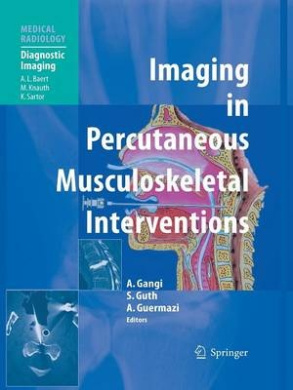 MEDICAL
RADIOLOGY
Diagnostic
Imaging
A. L. Baert
M. Knauth
K. Sartor
Imaging
in
Percutaneous
Musculoskeletal
Interventions
A. Gangi
S. Guth
A. Guermazi
Editors
Springer